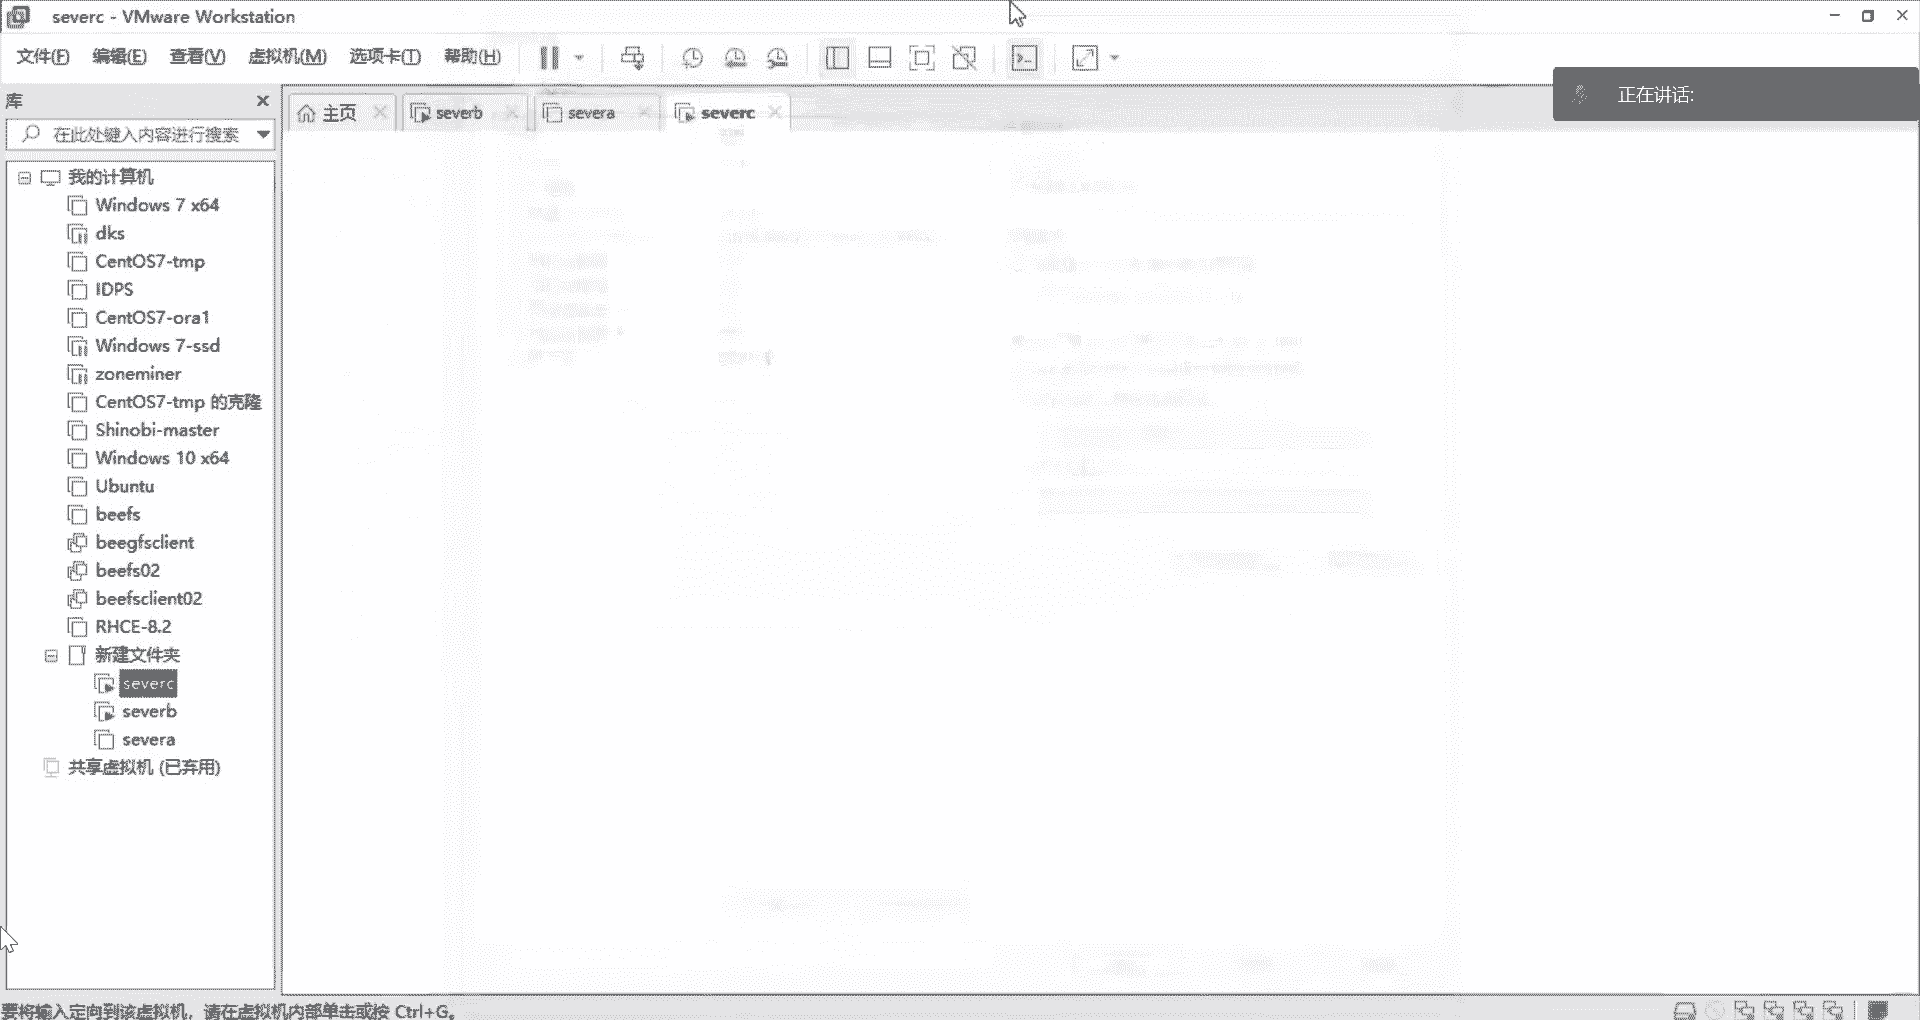 severc - VMware Workstation
文件(F) 编辑(E) 查看(V) 虚拟机(M) 选项卡(T) 帮助(H)
正在讲话:
库
主页 severb severa severc
在此处键入内容进行搜索
我的计算机
Windows 7 x64
dks
CentOS7-tmp
IDPS
CentOS7-ora1
Windows 7-ssd
zoneminer
CentOS7-tmp 的克隆
Shinobi-master
Windows 10 x64
Ubuntu
beefs
beegfsclient
beefs02
beefsclient02
RHCE-8.2
新建文件夹
severc
severb
severa
共享虚拟机 (已弃用)
要将输入定向到该虚拟机，请在虚拟机内部单击或按 Ctrl+G。